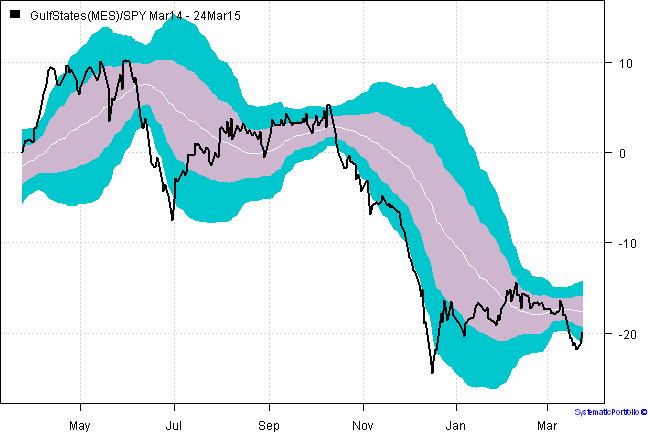 GulfStates(MES)/SPY Mar14 - 24Mar15
10
0
-10
-20
May Jul Sep Nov Jan Mar
SystematicPortfolio ©